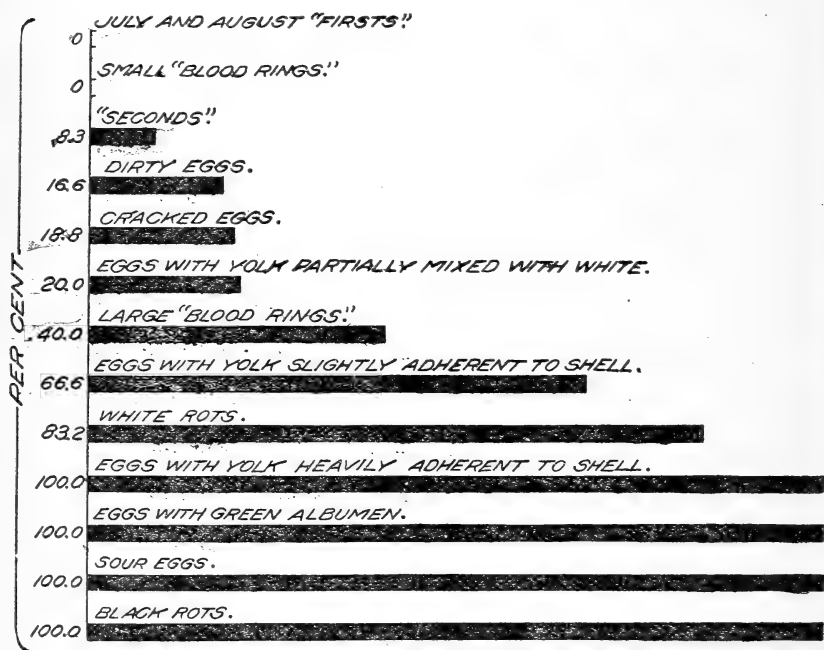 JULY AND AUGUST "FIRSTS."
0
SMALL "BLOOD RINGS."
0
"SECONDS."
8.3
DIRTY EGGS.
16.6
CRACKED EGGS.
18.8
EGGS WITH YOLK PARTIALLY MIXED WITH WHITE.
20.0
LARGE "BLOOD RINGS."
40.0
EGGS WITH YOLK SLIGHTLY ADHERENT TO SHELL.
66.6
WHITE ROTS.
83.2
EGGS WITH YOLK HEAVILY ADHERENT TO SHELL.
100.0
EGGS WITH GREEN ALBUMEN.
100.0
SOUR EGGS.
100.0
BLACK ROTS.
100.0
PER CENT